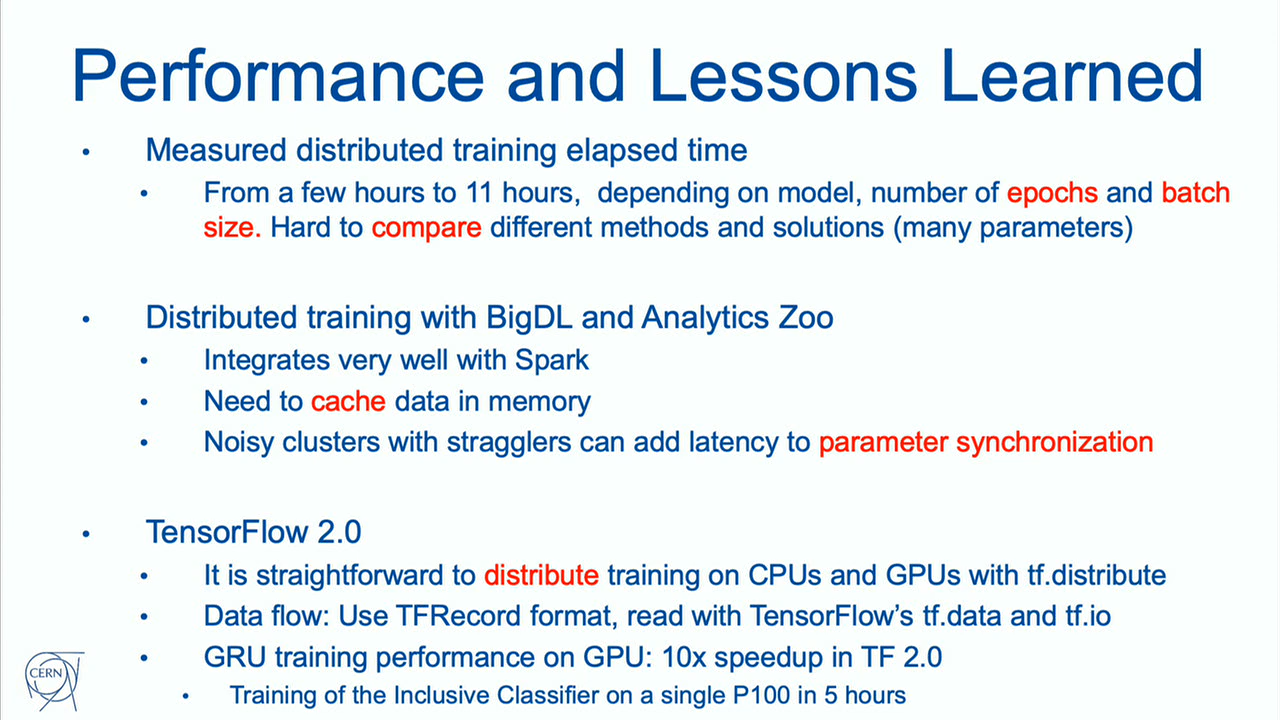 Performance and Lessons Learned
• Measured distributed training elapsed time
• From a few hours to 11 hours, depending on model, number of epochs and batch
size. Hard to compare different methods and solutions (many parameters)
• Distributed training with BigDL and Analytics Zoo
• Integrates very well with Spark
• Need to cache data in memory
• Noisy clusters with stragglers can add latency to parameter synchronization
• TensorFlow 2.0
• It is straightforward to distribute training on CPUs and GPUs with tf.distribute
• Data flow: Use TFRecord format, read with TensorFlow’s tf.data and tf.io
• GRU training performance on GPU: 10x speedup in TF 2.0
• Training of the Inclusive Classifier on a single P100 in 5 hours
CERN